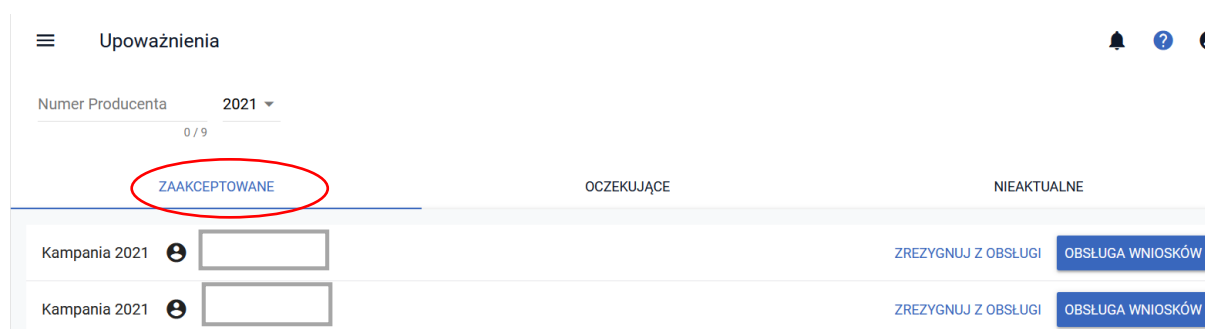 Upoważnienia
?
Numer Producenta 2021
0 / 9
ZAAKCEPTOWANE OCZEKUJĄCE NIEAKTUALNE
Kampania 2021 ZREZYGNUJ Z OBSŁUGI OBSŁUGA WNIOSKÓW
Kampania 2021 ZREZYGNUJ Z OBSŁUGI OBSŁUGA WNIOSKÓW